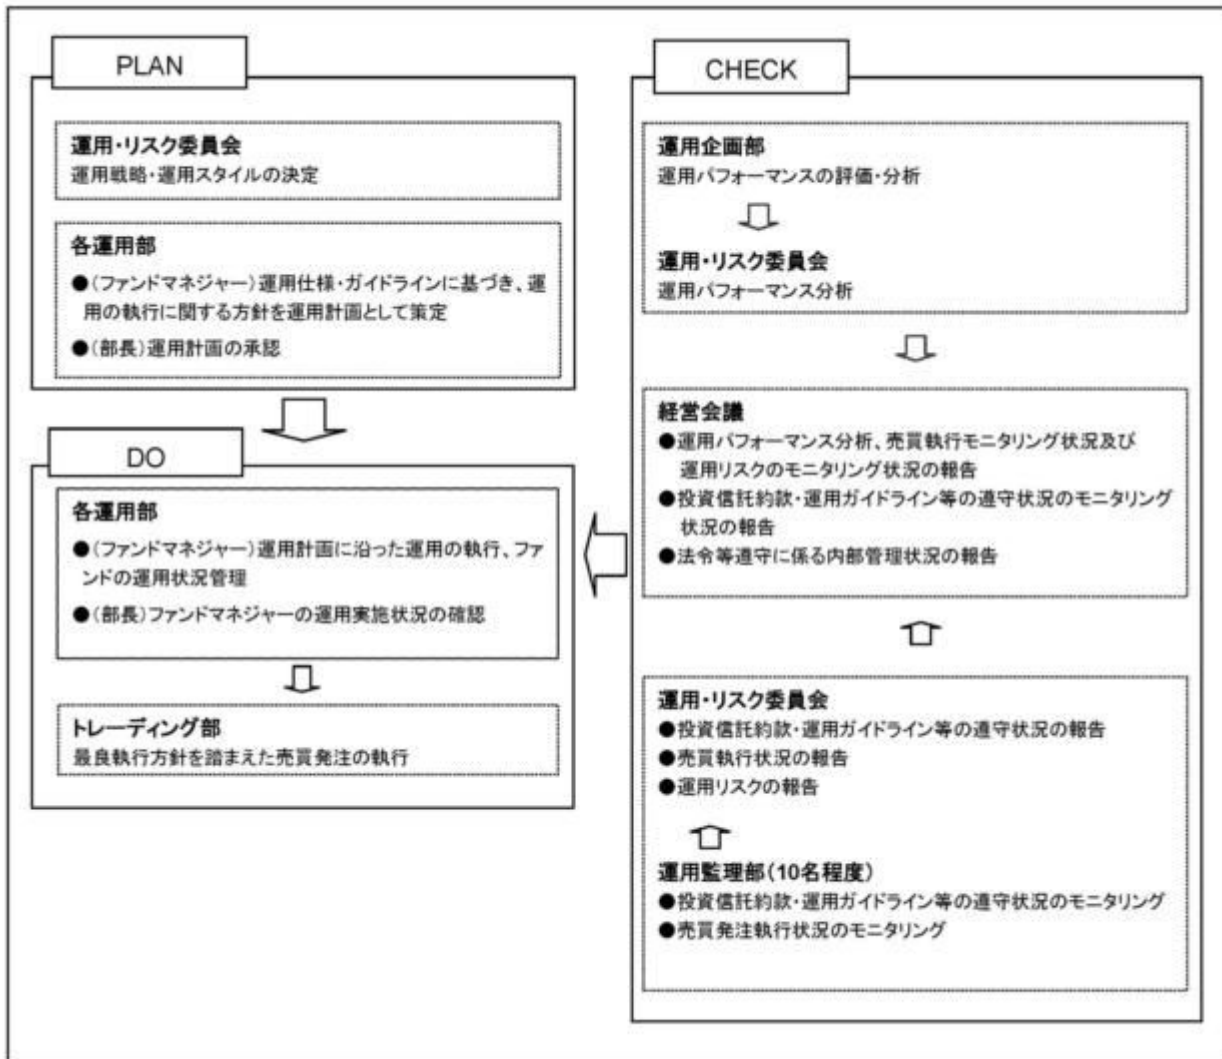 PLAN
運用・リスク委員会
運用戦略・運用スタイルの決定
各運用部
●(ファンドマネジャー)運用仕様・ガイドラインに基づき、運
用の執行に関する方針を運用計画として策定
●(部長)運用計画の承認
DO
各運用部
●(ファンドマネジャー)運用計画に沿った運用の執行、ファ
ンドの運用状況管理
●(部長)ファンドマネジャーの運用実施状況の確認
トレーディング部
最良執行方針を踏まえた売買発注の執行
CHECK
運用企画部
運用パフォーマンスの評価・分析
運用・リスク委員会
運用パフォーマンス分析
経営会議
●運用パフォーマンス分析、売買執行モニタリング状況及び
運用リスクのモニタリング状況の報告
●投資信託約款・運用ガイドライン等の遵守状況のモニタリング
状況の報告
●法令等遵守に係る内部管理状況の報告
運用・リスク委員会
●投資信託約款・運用ガイドライン等の遵守状況の報告
●売買執行状況の報告
●運用リスクの報告
運用監理部(10名程度)
●投資信託約款・運用ガイドライン等の遵守状況のモニタリング
●売買発注執行状況のモニタリング